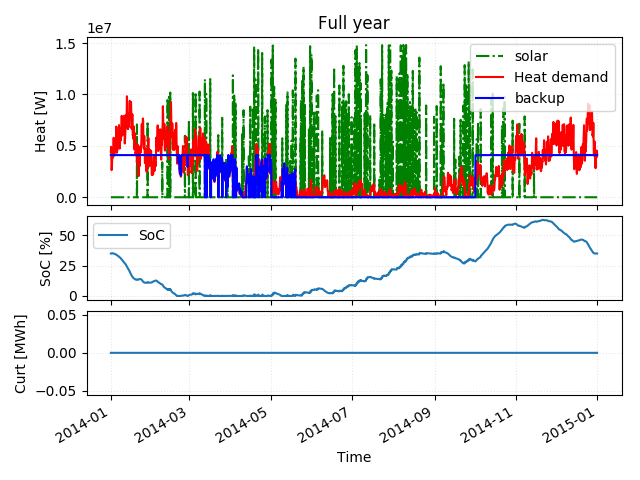 Full year
1e7
1.5
1.0
0.5
0.0
Heat [W]
solar
Heat demand
backup
50
25
0
SoC [%]
SoC
0.05
0.00
−0.05
Curt [MWh]
2014-01
2014-03
2014-05
2014-07
2014-09
2014-11
2015-01
Time